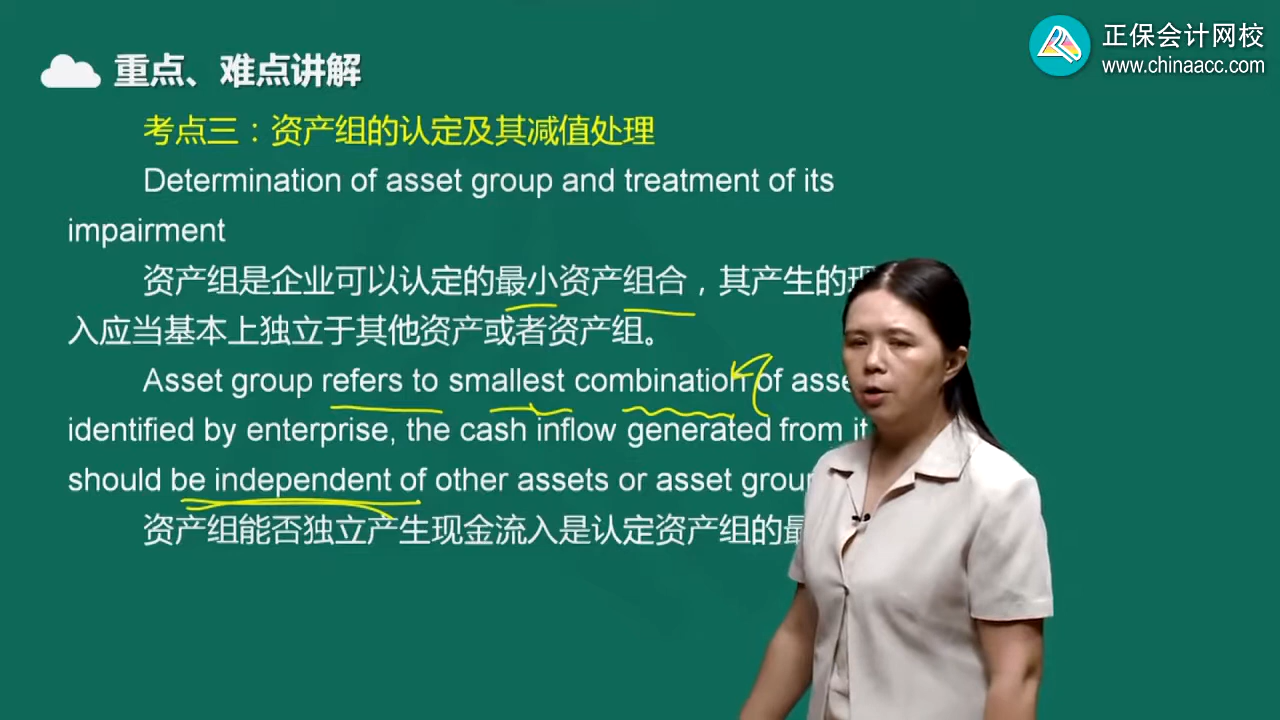 正保会计网校
www.chinaacc.com
重点、难点讲解
考点三：资产组的认定及其减值处理
Determination of asset group and treatment of its
impairment
资产组是企业可以认定的最小资产组合，其产生的
入应当基本上独立于其他资产或者资产组。
Asset group refers to smallest combination of
identified by enterprise, the cash inflow generated from it
should be independent of other assets or asset
资产组能否独立产生现金流入是认定资产组的